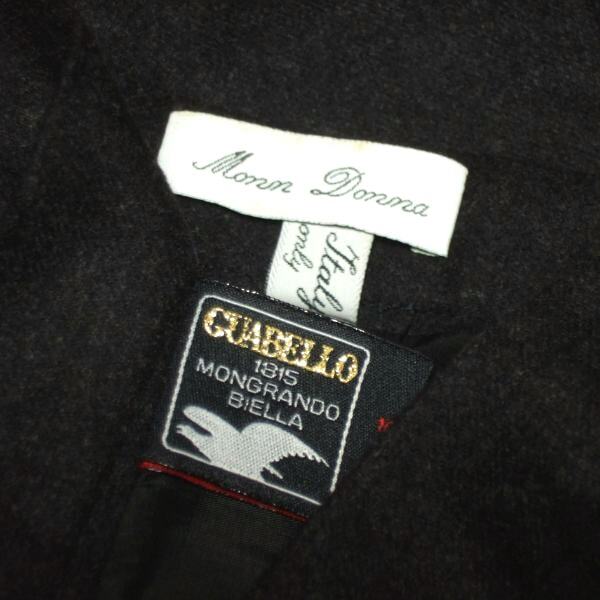 Monn Donna
Italy
only
GUABELLO
1815
MONGRANDO
BIELLA